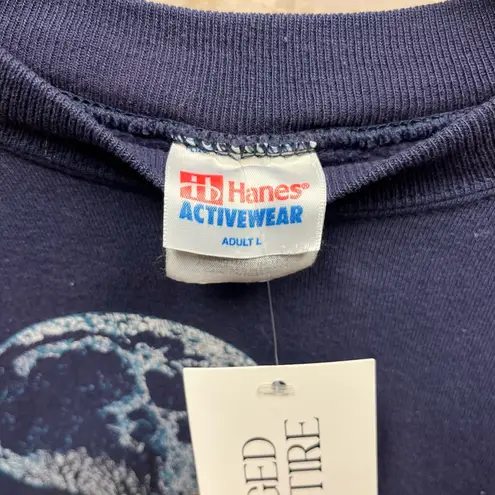 Hanes®
ACTIVEWEAR
ADULT L
GED
TIRE